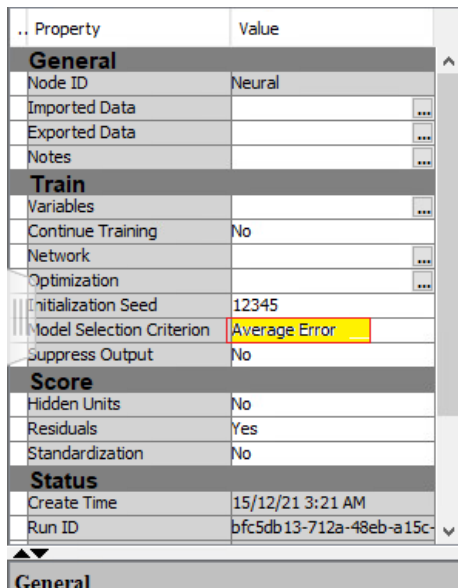 .. Property Value
General
Node ID Neural
Imported Data ...
Exported Data ...
Notes ...
Train
Variables ...
Continue Training No
Network ...
Optimization ...
Initialization Seed 12345
Model Selection Criterion Average Error
Suppress Output No
Score
Hidden Units No
Residuals Yes
Standardization No
Status
Create Time 15/12/21 3:21 AM
Run ID bfc5db13-712a-48eb-a15c-
General